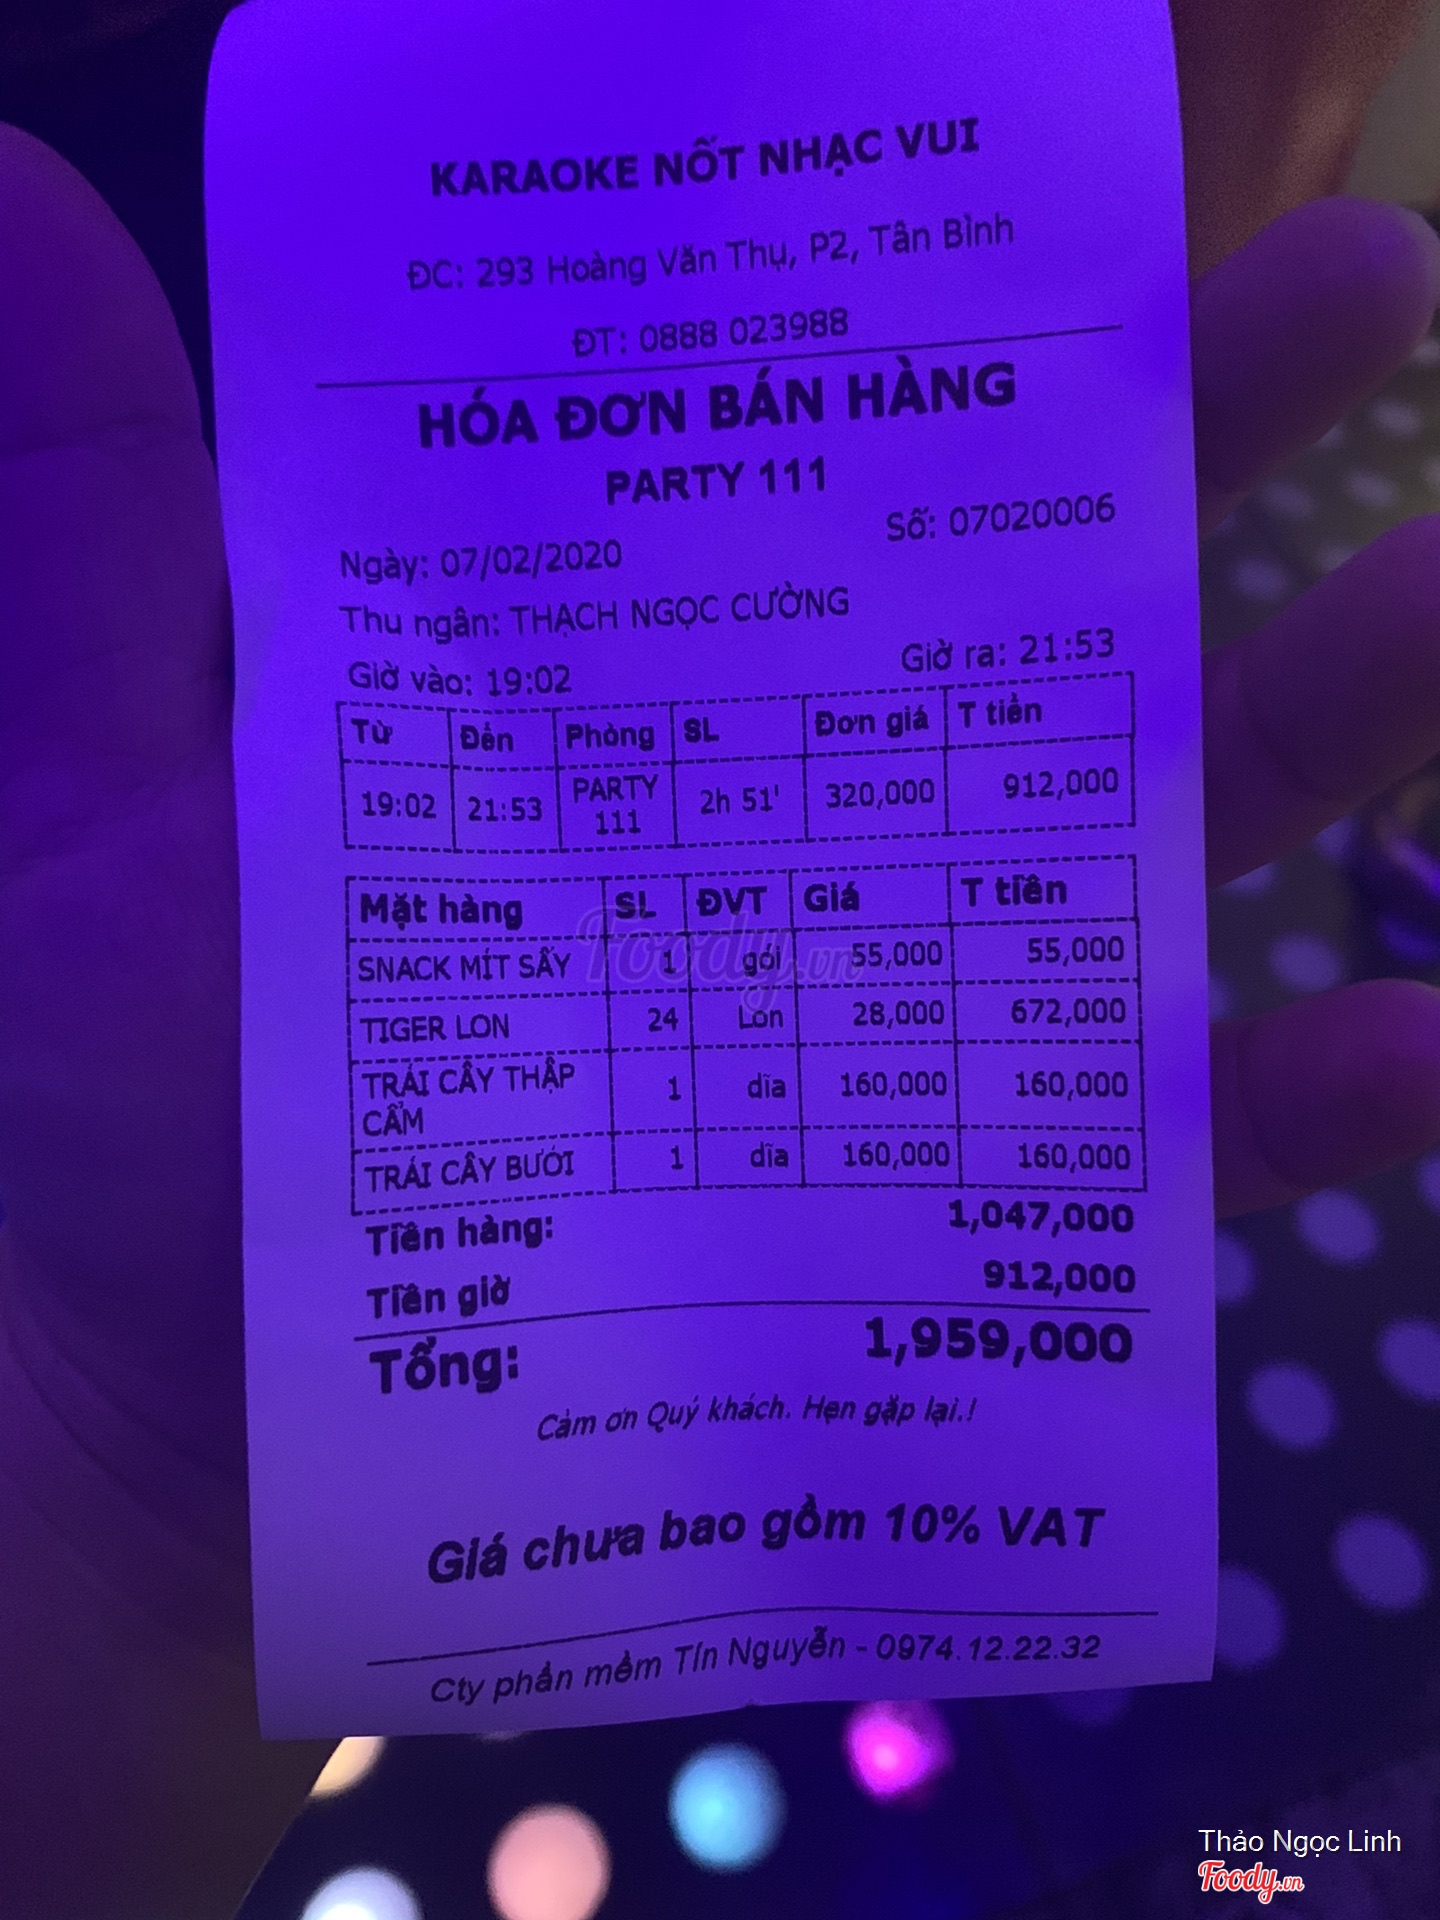 KARAOKE NỐT NHẠC VUI
ĐC: 293 Hoàng Văn Thụ, P2, Tân Bình
ĐT: 0888 023988
HÓA ĐƠN BÁN HÀNG
PARTY 111
Số: 07020006
Ngày: 07/02/2020
Thu ngân: THẠCH NGỌC CƯỜNG
Giờ vào: 19:02 Giờ ra: 21:53
Từ Đến Phòng SL Đơn giá T tiền
19:02 21:53 PARTY 111 2h 51' 320,000 912,000
Mặt hàng SL ĐVT Giá T tiền
SNACK MÍT SẤY 1 gói 55,000 55,000
TIGER LON 24 Lon 28,000 672,000
TRÁI CÂY THẬP CẨM 1 dĩa 160,000 160,000
TRÁI CÂY BƯỞI 1 dĩa 160,000 160,000
Tiền hàng: 1,047,000
Tiền giờ 912,000
Tổng: 1,959,000
Cảm ơn Quý khách. Hẹn gặp lại.!
Giá chưa bao gồm 10% VAT
Cty phần mềm Tín Nguyễn - 0974.12.22.32
Foody.vn
Thảo Ngọc Linh
Foody.vn